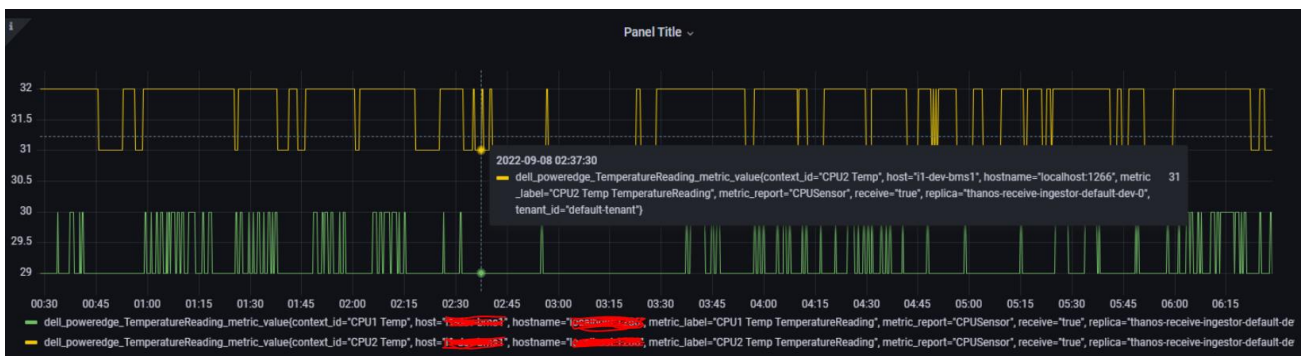 i
Panel Title
32
31.5
31
30.5
30
29.5
29
2022-09-08 02:37:30
dell_poweredge_TemperatureReading_metric_value{context_id="CPU2 Temp", host="i1-dev-bms1", hostname="localhost:1266", metric 31
_label="CPU2 Temp TemperatureReading", metric_report="CPUSensor", receive="true", replica="thanos-receive-ingestor-default-dev-0",
tenant_id="default-tenant"}
00:30 00:45 01:00 01:15 01:30 01:45 02:00 02:15 02:30 02:45 03:00 03:15 03:30 03:45 04:00 04:15 04:30 04:45 05:00 05:15 05:30 05:45 06:00 06:15
dell_poweredge_TemperatureReading_metric_value{context_id="CPU1 Temp", host=" hostname=" metric_label="CPU1 Temp TemperatureReading", metric_report="CPUSensor", receive="true", replica="thanos-receive-ingestor-default-de
dell_poweredge_TemperatureReading_metric_value{context_id="CPU2 Temp", host=" hostname=" metric_label="CPU2 Temp TemperatureReading", metric_report="CPUSensor", receive="true", replica="thanos-receive-ingestor-default-de